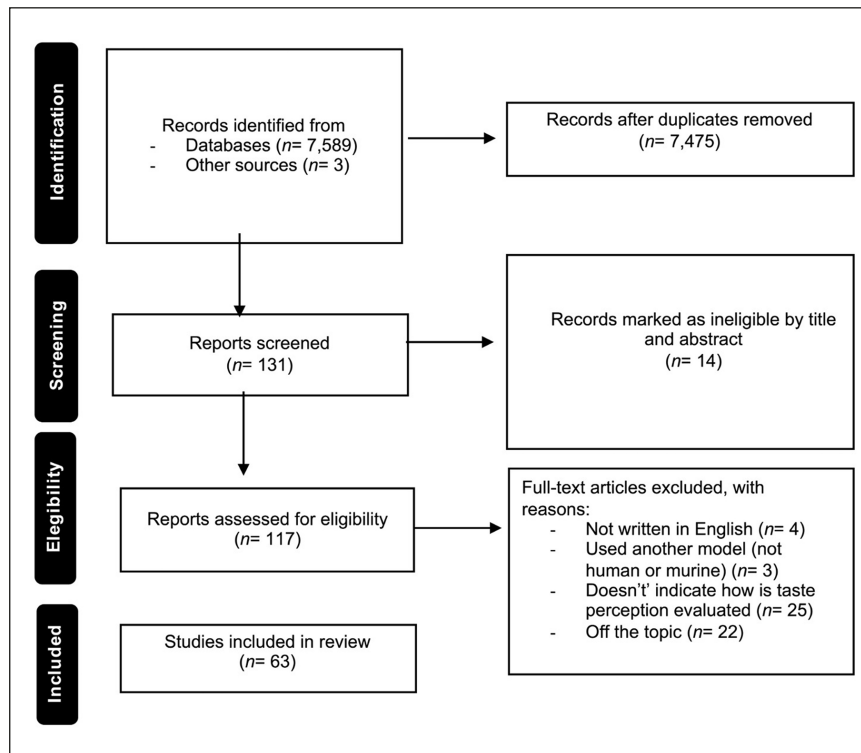 Identification
Records identified from
- Databases (n= 7,589)
- Other sources (n= 3)
Records after duplicates removed
(n= 7,475)
Screening
Reports screened
(n= 131)
Records marked as ineligible by title
and abstract
(n= 14)
Elegibility
Reports assessed for eligibility
(n= 117)
Full-text articles excluded, with
reasons:
- Not written in English (n= 4)
- Used another model (not
human or murine) (n= 3)
- Doesn't' indicate how is taste
perception evaluated (n= 25)
- Off the topic (n= 22)
Included
Studies included in review
(n= 63)